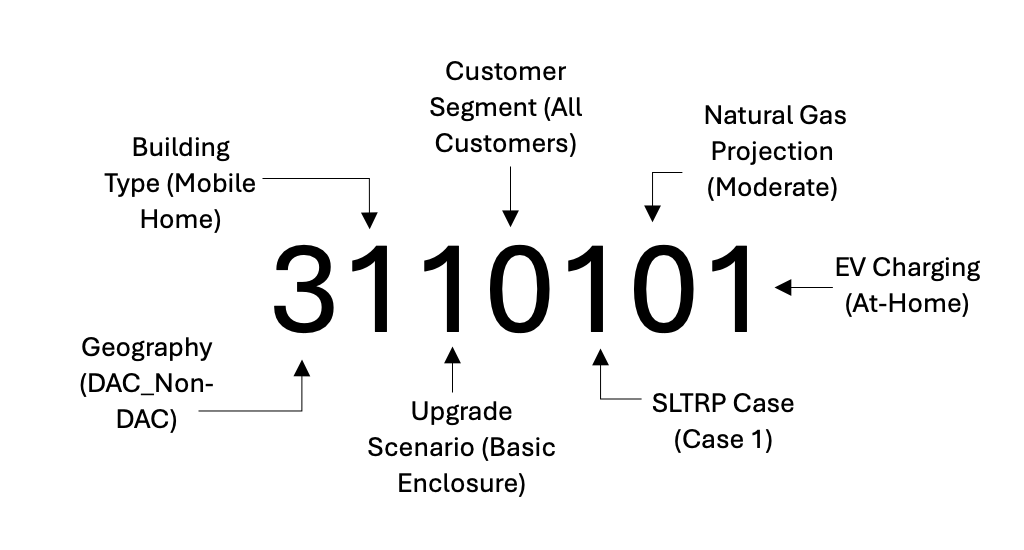 Customer
Segment (All
Customers)
Natural Gas
Projection
(Moderate)
Building
Type (Mobile
Home)
3110101
EV Charging
(At-Home)
Geography
(DAC_Non-
DAC)
Upgrade
Scenario (Basic
Enclosure)
SLTRP Case
(Case 1)